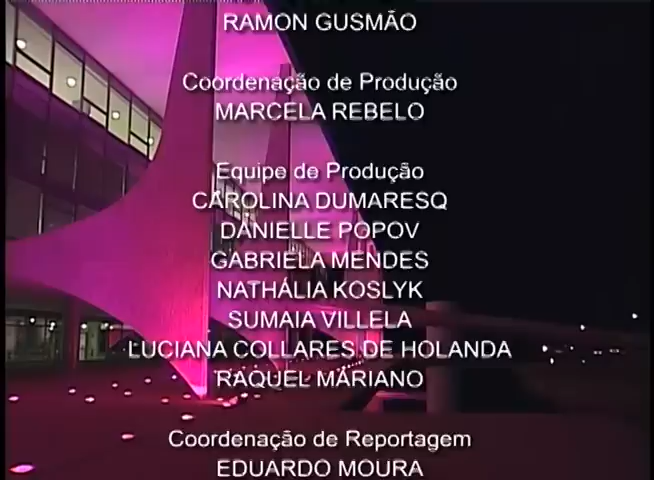 RAMON GUSMÃO
Coordenação de Produção
MARCELA REBELO
Equipe de Produção
CAROLINA DUMARESQ
DANIELLE POPOV
GABRIELA MENDES
NATHÁLIA KOSLYK
SUMAIA VILLELA
LUCIANA COLLARES DE HOLANDA
RAQUEL MARIANO
Coordenação de Reportagem
EDUARDO MOURA